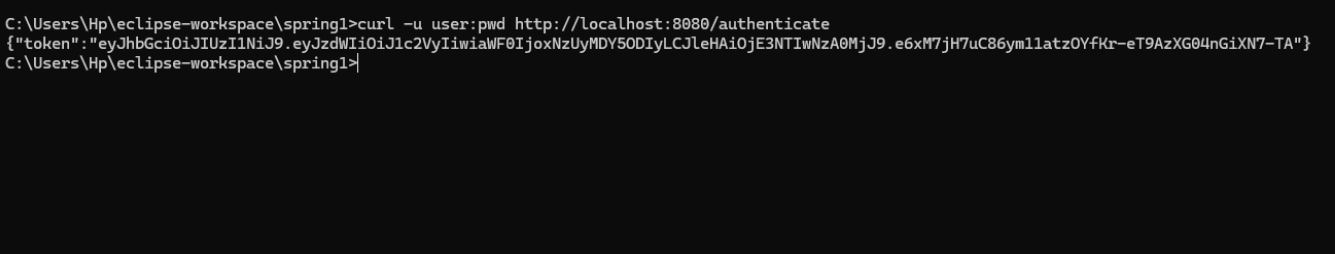 C:\Users\Hp\eclipse-workspace\spring1>curl -u user:pwd http://localhost:8080/authenticate
{"token":"eyJhbGciOiJIUzI1NiJ9.eyJzdWIiOiJ1c2VyIiwiaWF0IjoxNzUyMDY5ODIyLCJleHAiOjE3NTIwNzA0MjJ9.e6xM7jH7uC86ym11atzOYfKr-eT9AzXG04nGiXN7-TA"}
C:\Users\Hp\eclipse-workspace\spring1>